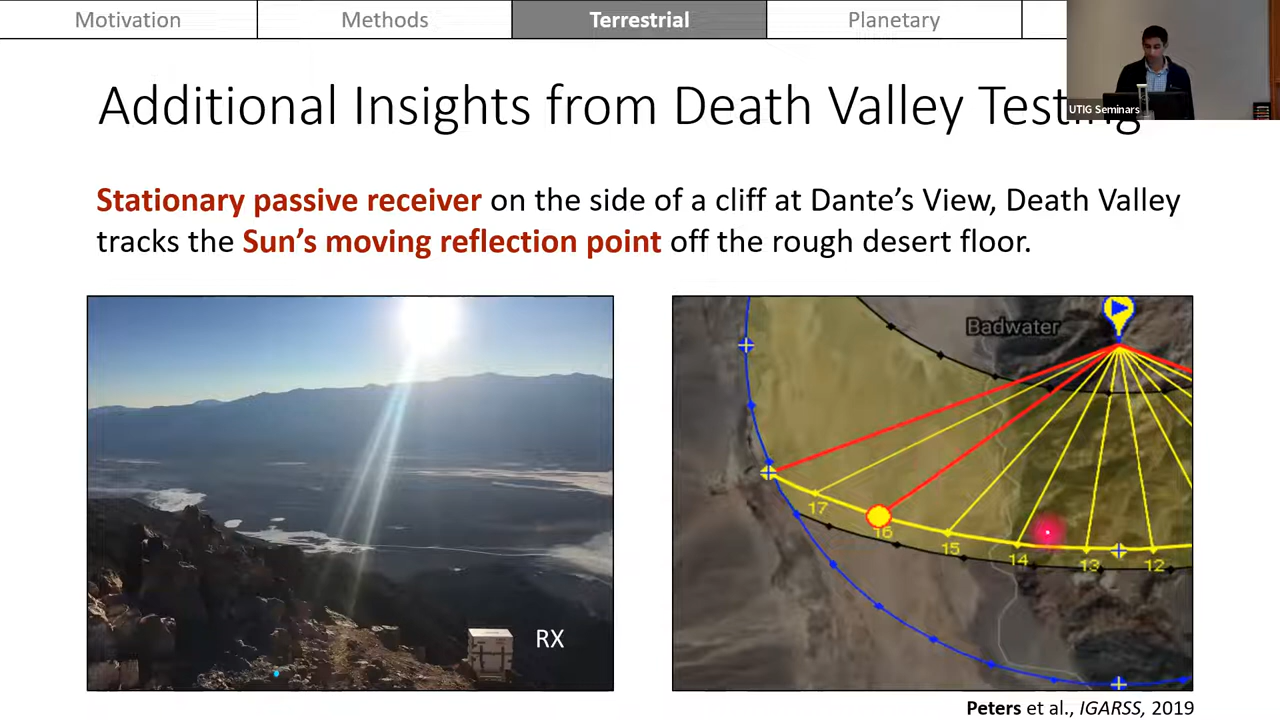 Motivation
Methods
Terrestrial
Planetary
UTIG Seminars
Additional Insights from Death Valley Testing
Stationary passive receiver on the side of a cliff at Dante’s View, Death Valley
tracks the Sun’s moving reflection point off the rough desert floor.
RX
Badwater
17
16
15
14
13
12
Peters et al., IGARSS, 2019